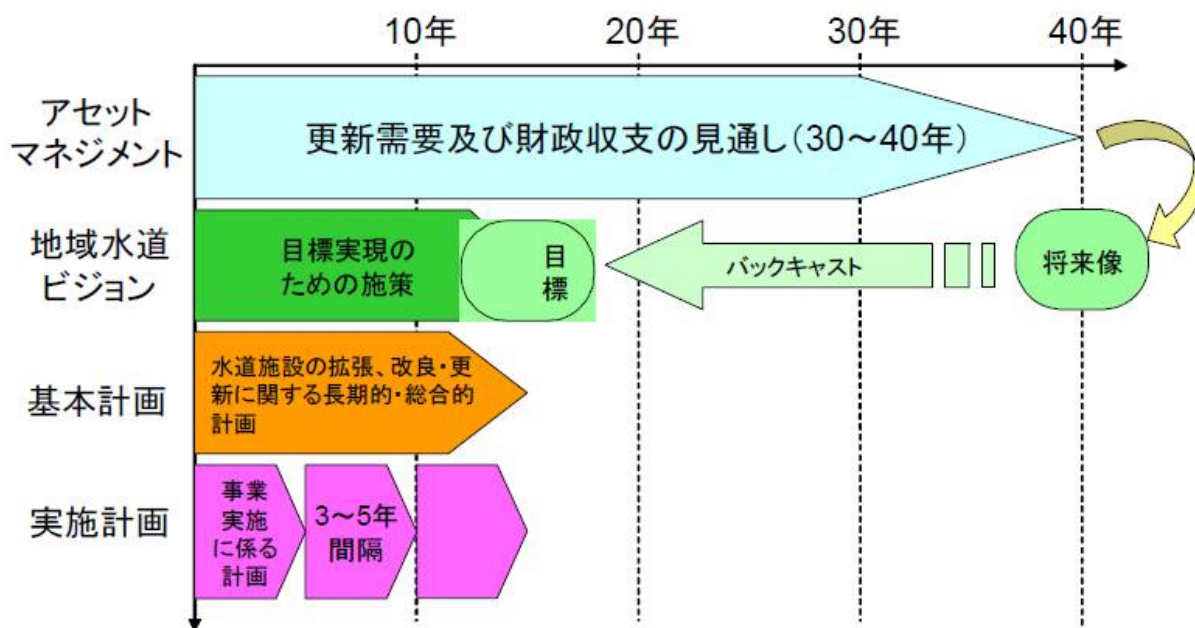 10年
20年
30年
40年
アセット
マネジメント
更新需要及び財政収支の見通し(30～40年)
地域水道
ビジョン
目標実現の
ための施策
目
標
バックキャスト
将来像
基本計画
水道施設の拡張、改良・更
新に関する長期的・総合的
計画
実施計画
事業
実施
に係る
計画
3～5年
間隔